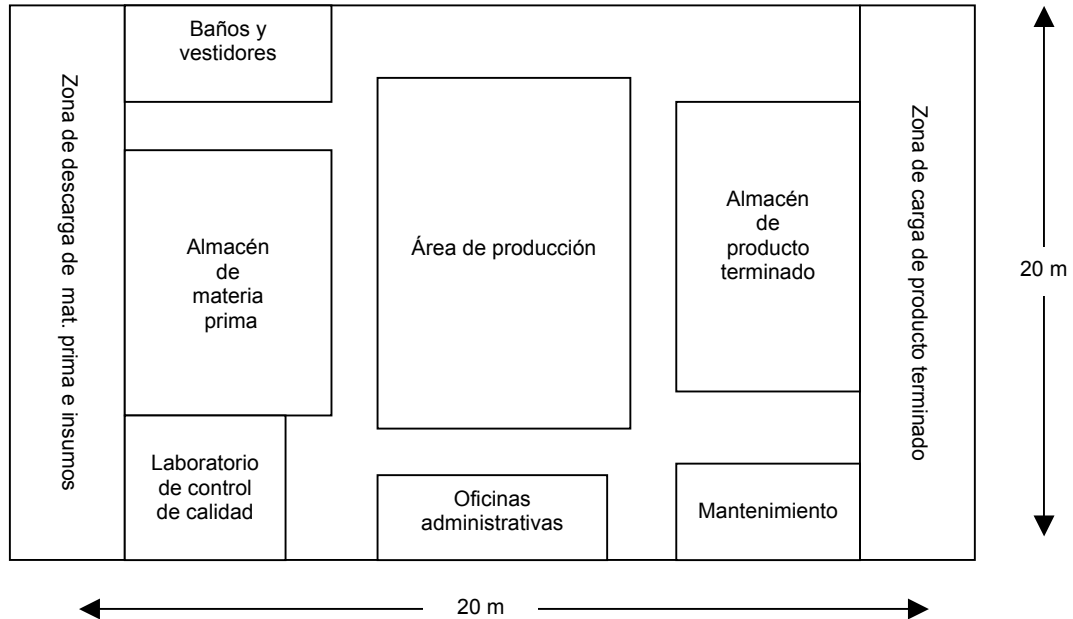 Baños y
vestidores
Zona de descarga de mat. prima e insumos
Almacén
de
materia
prima
Laboratorio
de control
de calidad
Área de producción
Oficinas
administrativas
Almacén
de
producto
terminado
Mantenimiento
Zona de carga de producto terminado
20 m
20 m